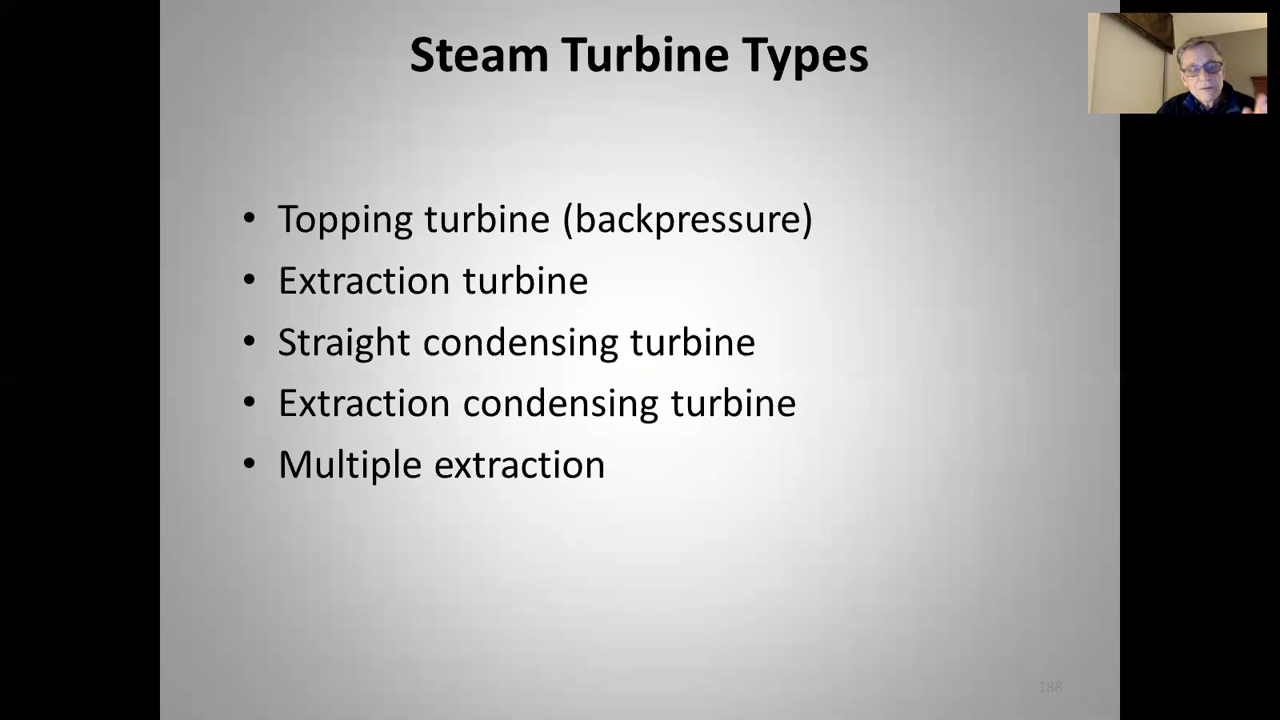 Steam Turbine Types
• Topping turbine (backpressure)
• Extraction turbine
• Straight condensing turbine
• Extraction condensing turbine
• Multiple extraction
188